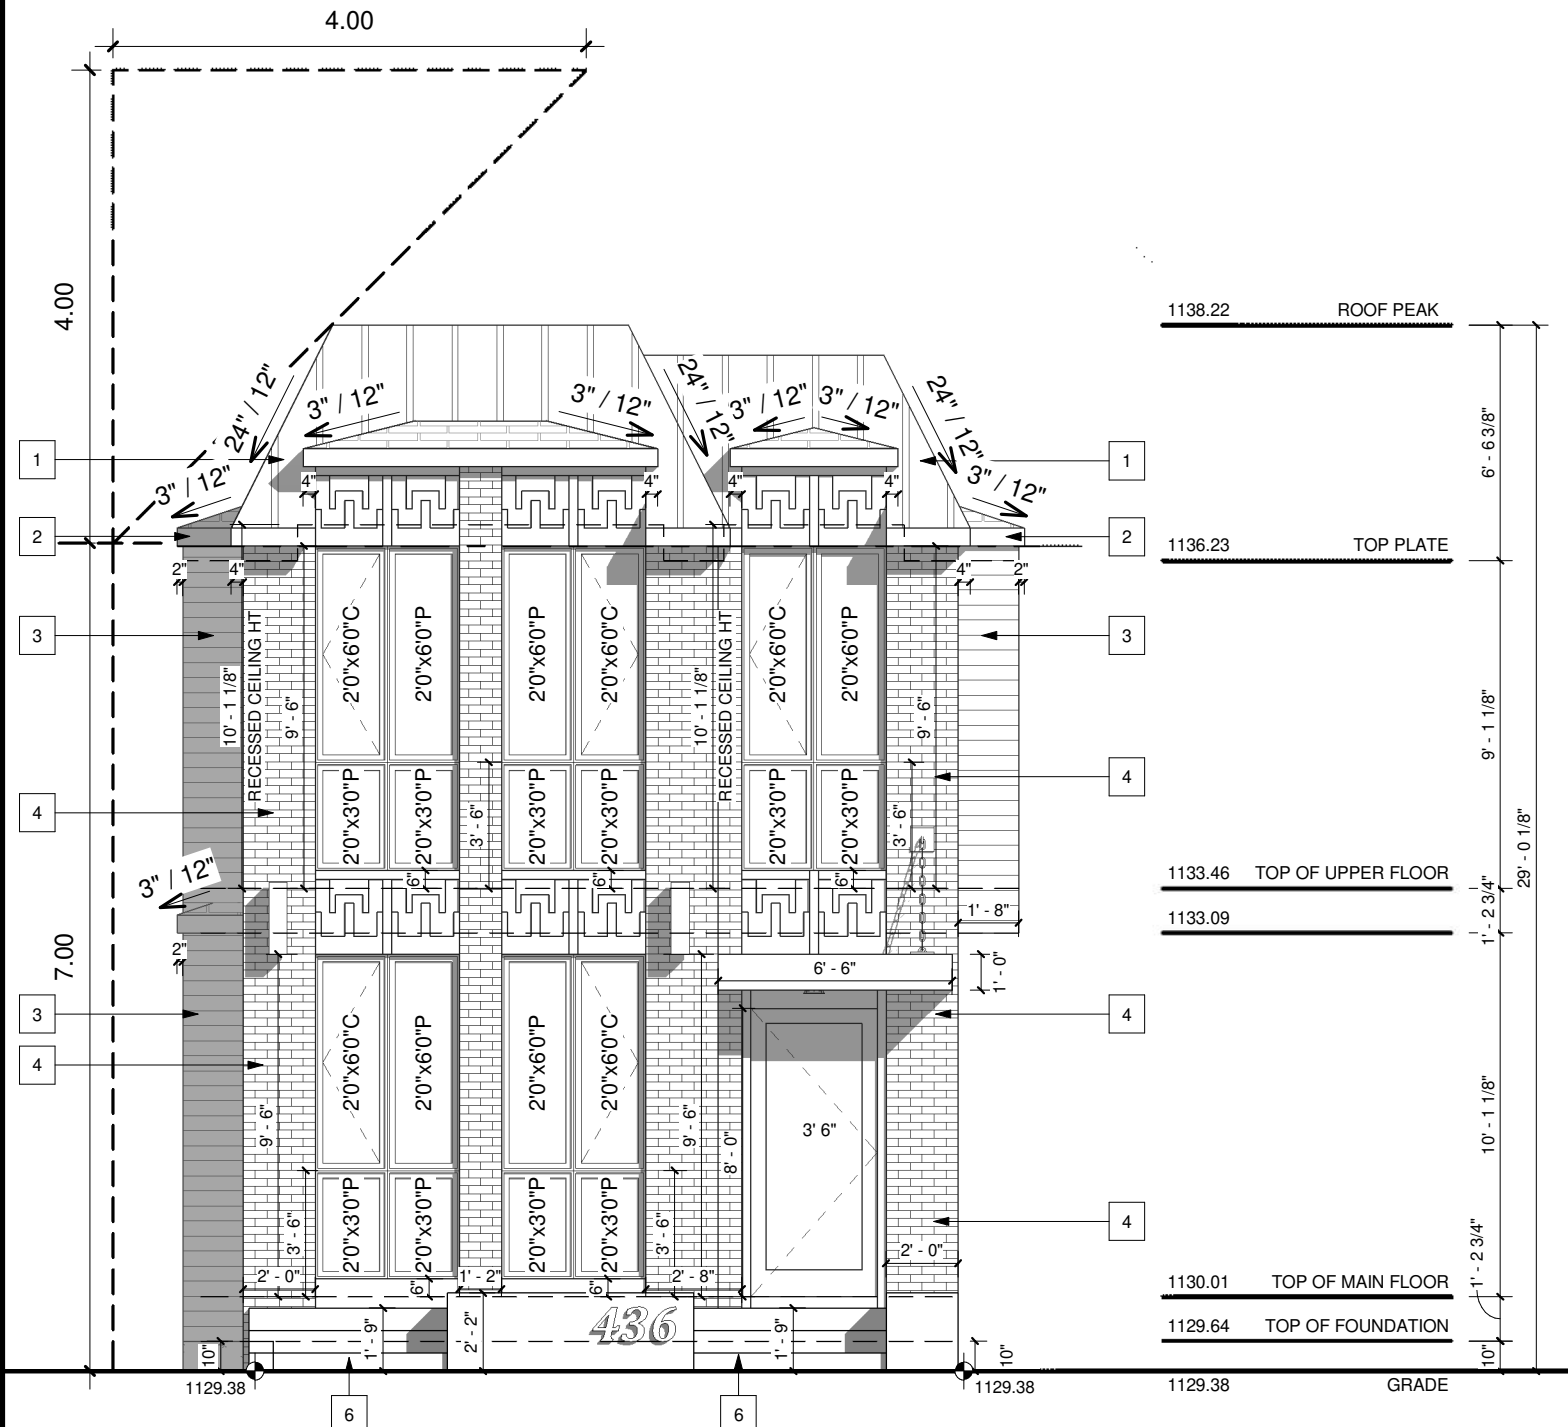 4.00
4.00
7.00
1138.22 ROOF PEAK
24" / 12"
3" / 12"
3" / 12"
24" / 12"
3" / 12"
3" / 12"
24" / 12"
1
1
3" / 12"
3" / 12"
4"
4"
4"
4"
6' - 6 3/8"
2
2
1136.23 TOP PLATE
2"
4"
4"
2"
3
3
10' - 1 1/8"
RECESSED CEILING HT
9' - 6"
2'0"x6'0"C
2'0"x6'0"P
2'0"x6'0"P
2'0"x6'0"C
10' - 1 1/8"
RECESSED CEILING HT
2'0"x6'0"C
2'0"x6'0"P
9' - 6"
9' - 1 1/8"
4
4
2'0"x3'0"P
2'0"x3'0"P
3' - 6"
2'0"x3'0"P
2'0"x3'0"P
2'0"x3'0"P
2'0"x3'0"P
3' - 6"
29' - 0 1/8"
3" / 12"
6"
6"
6"
1133.46 TOP OF UPPER FLOOR
1' - 8"
1133.09
1' - 2 3/4"
2"
6' - 6"
1' - 0"
3
4
4
2'0"x6'0"C
2'0"x6'0"P
2'0"x6'0"P
2'0"x6'0"C
9' - 6"
9' - 6"
8' - 0"
3' 6"
10' - 1 1/8"
2'0"x3'0"P
2'0"x3'0"P
2'0"x3'0"P
2'0"x3'0"P
3' - 6"
3' - 6"
4
2' - 0"
2' - 0"
6"
1' - 2"
6"
2' - 8"
1130.01 TOP OF MAIN FLOOR
1' - 2 3/4"
436
1129.64 TOP OF FOUNDATION
10"
1' - 9"
2' - 2"
1' - 9"
10"
10"
1129.38
1129.38
1129.38 GRADE
6
6